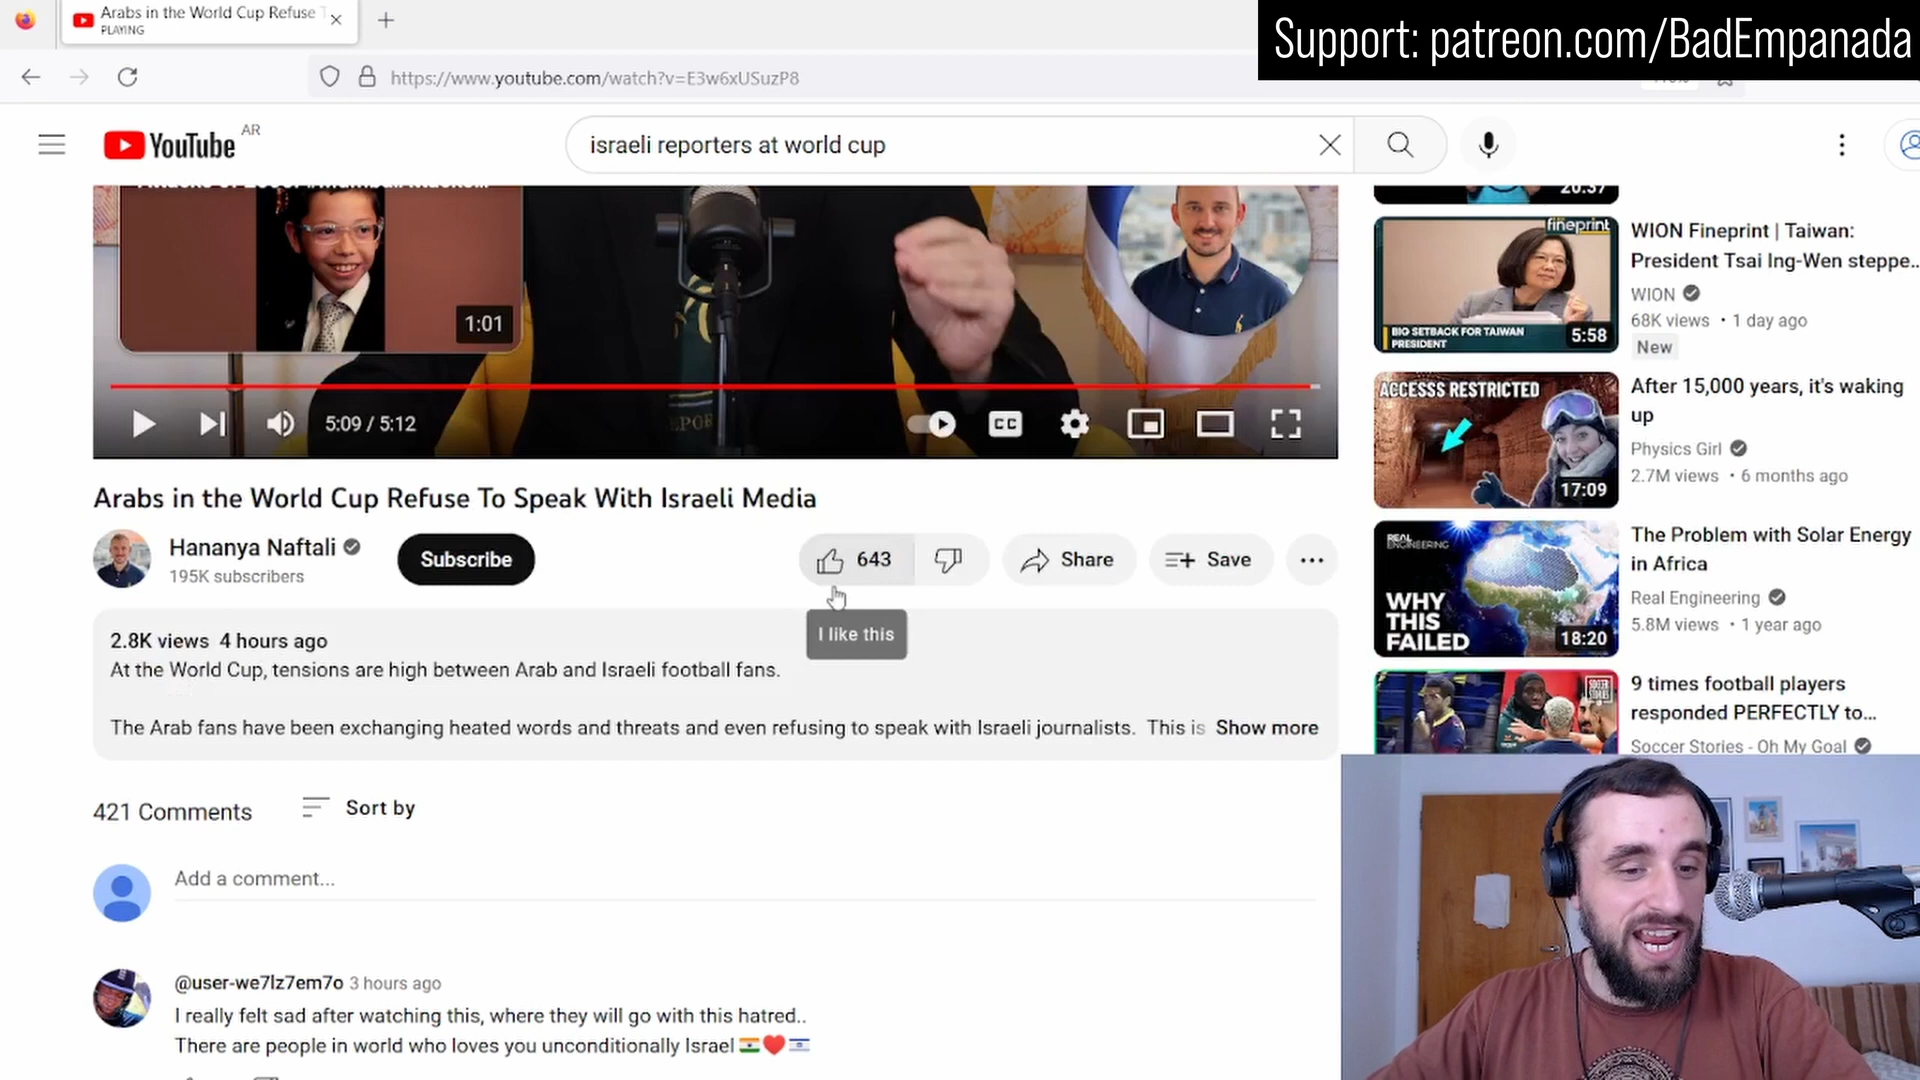 Arabs in the World Cup Refuse T
PLAYING
Support: patreon.com/BadEmpanada
https://www.youtube.com/watch?v=E3w6xUSuzP8
YouTube AR
israeli reporters at world cup
1:01
5:09 / 5:12
CC
EPOR
20:37
fineprint
BIG SETBACK FOR TAIWAN
PRESIDENT
5:58
WION Fineprint | Taiwan:
President Tsai Ing-Wen steppe...
WION
68K views • 1 day ago
New
ACCESSS RESTRICTED
17:09
After 15,000 years, it's waking
up
Physics Girl
2.7M views • 6 months ago
REAL
ENGINEERING
WHY
THIS
FAILED
18:20
The Problem with Solar Energy
in Africa
Real Engineering
5.8M views • 1 year ago
SOCCER
STORIES
9 times football players
responded PERFECTLY to...
Soccer Stories - Oh My Goal
Arabs in the World Cup Refuse To Speak With Israeli Media
Hananya Naftali
195K subscribers
Subscribe
643
Share
Save
I like this
2.8K views 4 hours ago
At the World Cup, tensions are high between Arab and Israeli football fans.
The Arab fans have been exchanging heated words and threats and even refusing to speak with Israeli journalists. This is Show more
421 Comments
Sort by
Add a comment...
@user-we7lz7em7o 3 hours ago
I really felt sad after watching this, where they will go with this hatred..
There are people in world who loves you unconditionally Israel 🇮🇳❤️🇮🇱